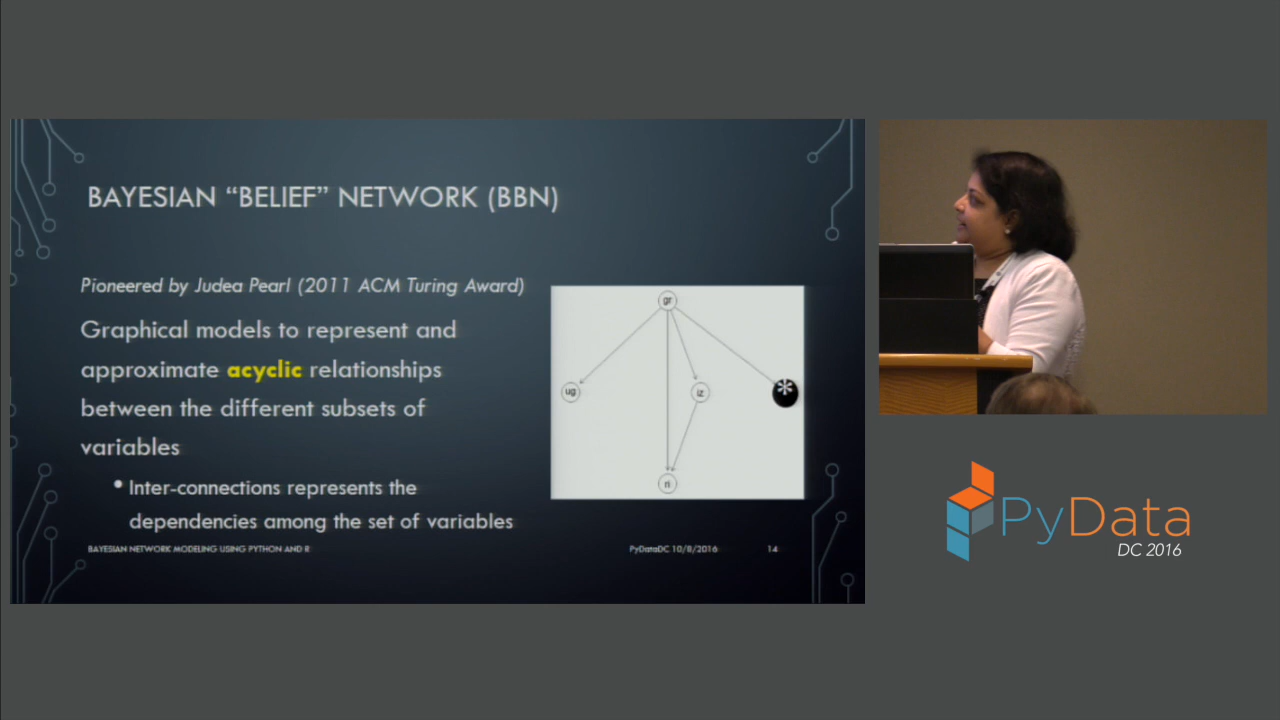 BAYESIAN “BELIEF” NETWORK (BBN)
Pioneered by Judea Pearl (2011 ACM Turing Award)
Graphical models to represent and
approximate acyclic relationships
between the different subsets of
variables
• Inter-connections represents the
dependencies among the set of variables
gr
ug
iz
*
ri
BAYESIAN NETWORK MODELING USING PYTHON AND R
PyDataDC 10/8/2016
14
PyData
DC 2016